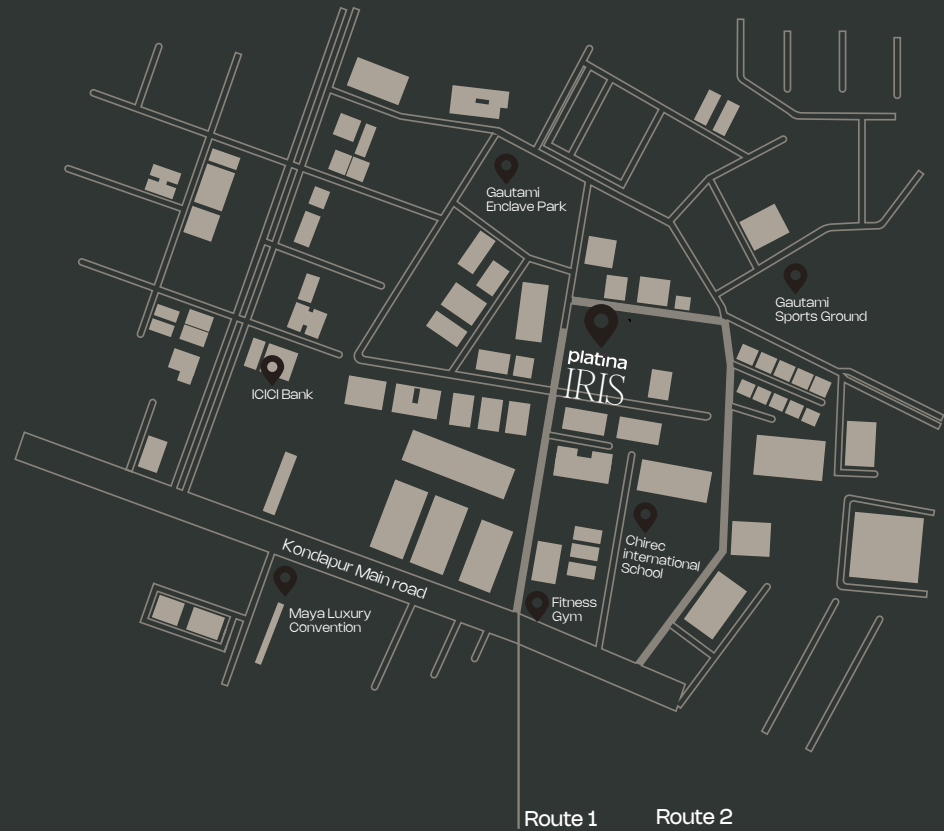 Gautami
Enclave Park
Gautami
Sports Ground
platina
IRIS
ICICI Bank
Kondapur Main road
Chirec
international
School
Maya Luxury
Convention
Fitness
Gym
Route 1
Route 2